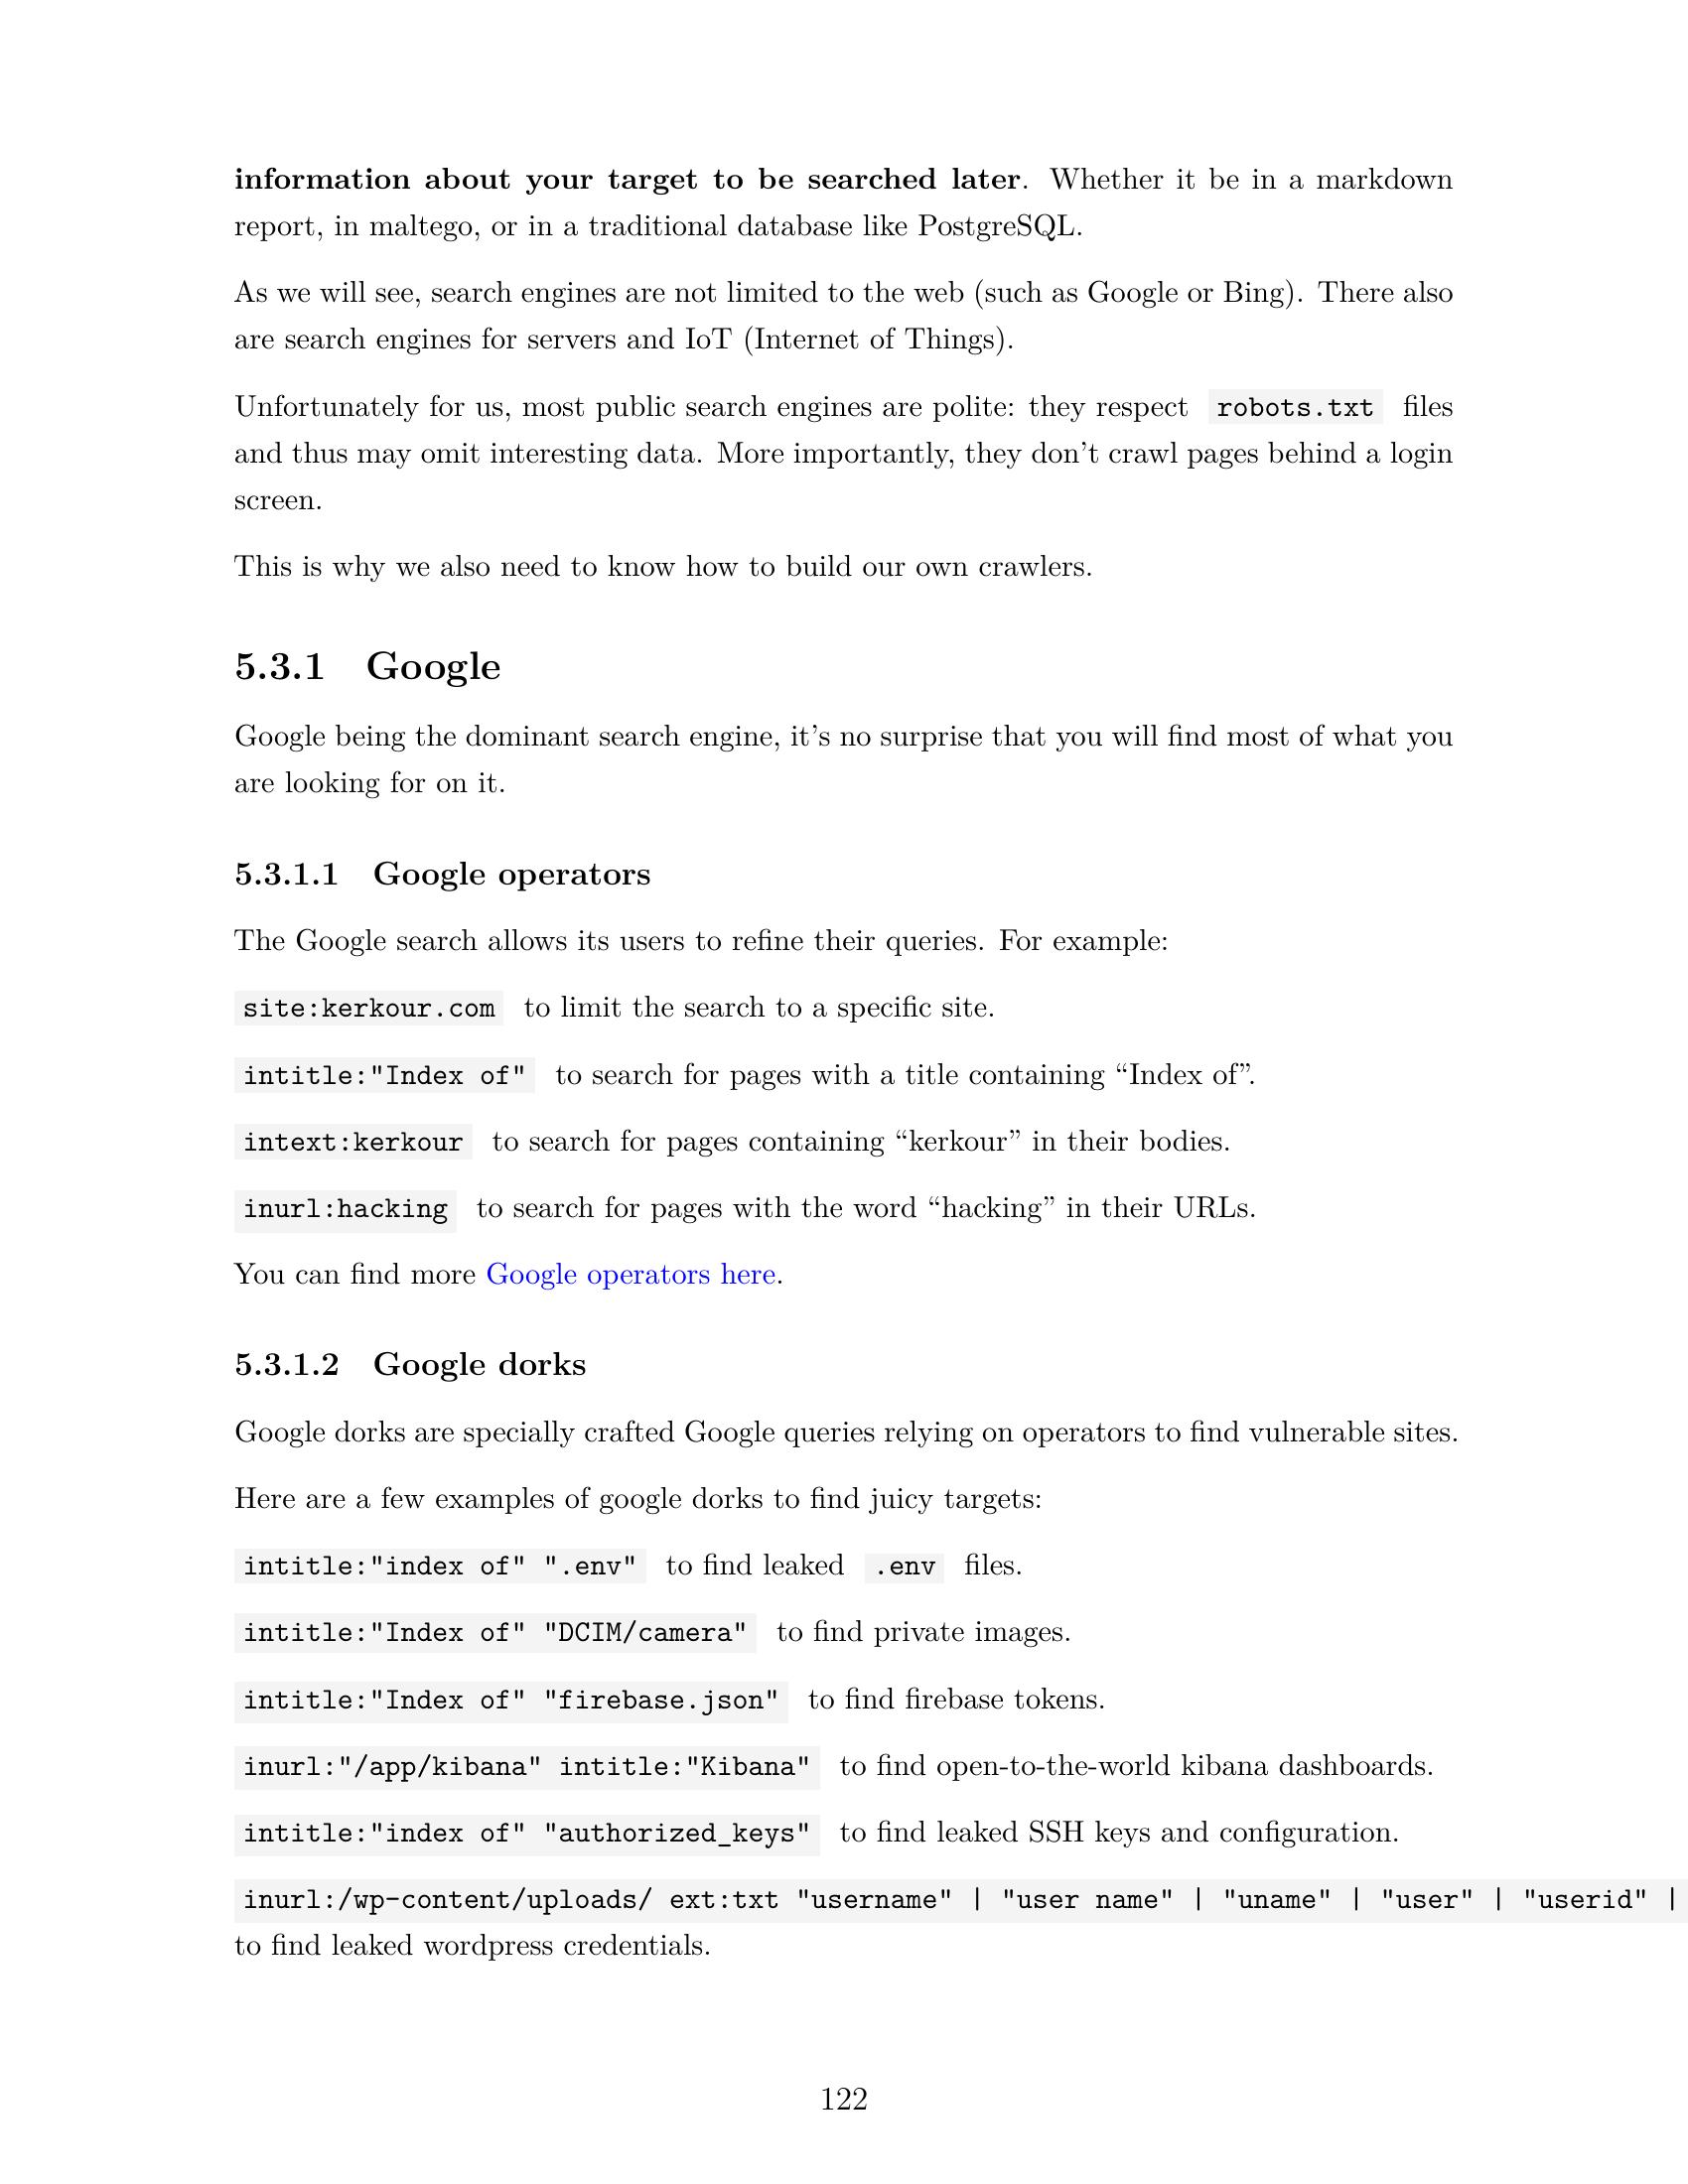 information about your target to be searched later. Whether it be in a markdown
report, in maltego, or in a traditional database like PostgreSQL.
As we will see, search engines are not limited to the web (such as Google or Bing). There also
are search engines for servers and IoT (Internet of Things).
Unfortunately for us, most public search engines are polite: they respect robots.txt files
and thus may omit interesting data. More importantly, they don't crawl pages behind a login
screen.
This is why we also need to know how to build our own crawlers.
5.3.1 Google
Google being the dominant search engine, it's no surprise that you will find most of what you
are looking for on it.
5.3.1.1 Google operators
The Google search allows its users to refine their queries. For example:
site:kerkour.com to limit the search to a specific site.
intitle:"Index of" to search for pages with a title containing “Index of”.
intext:kerkour to search for pages containing “kerkour” in their bodies.
inurl:hacking to search for pages with the word “hacking” in their URLs.
You can find more Google operators here.
5.3.1.2 Google dorks
Google dorks are specially crafted Google queries relying on operators to find vulnerable sites.
Here are a few examples of google dorks to find juicy targets:
intitle:"index of" ".env" to find leaked .env files.
intitle:"Index of" "DCIM/camera" to find private images.
intitle:"Index of" "firebase.json" to find firebase tokens.
inurl:"/app/kibana" intitle:"Kibana" to find open-to-the-world kibana dashboards.
intitle:"index of" "authorized_keys" to find leaked SSH keys and configuration.
inurl:/wp-content/uploads/ ext:txt "username" | "user name" | "uname" | "user" | "userid" |
to find leaked wordpress credentials.
122